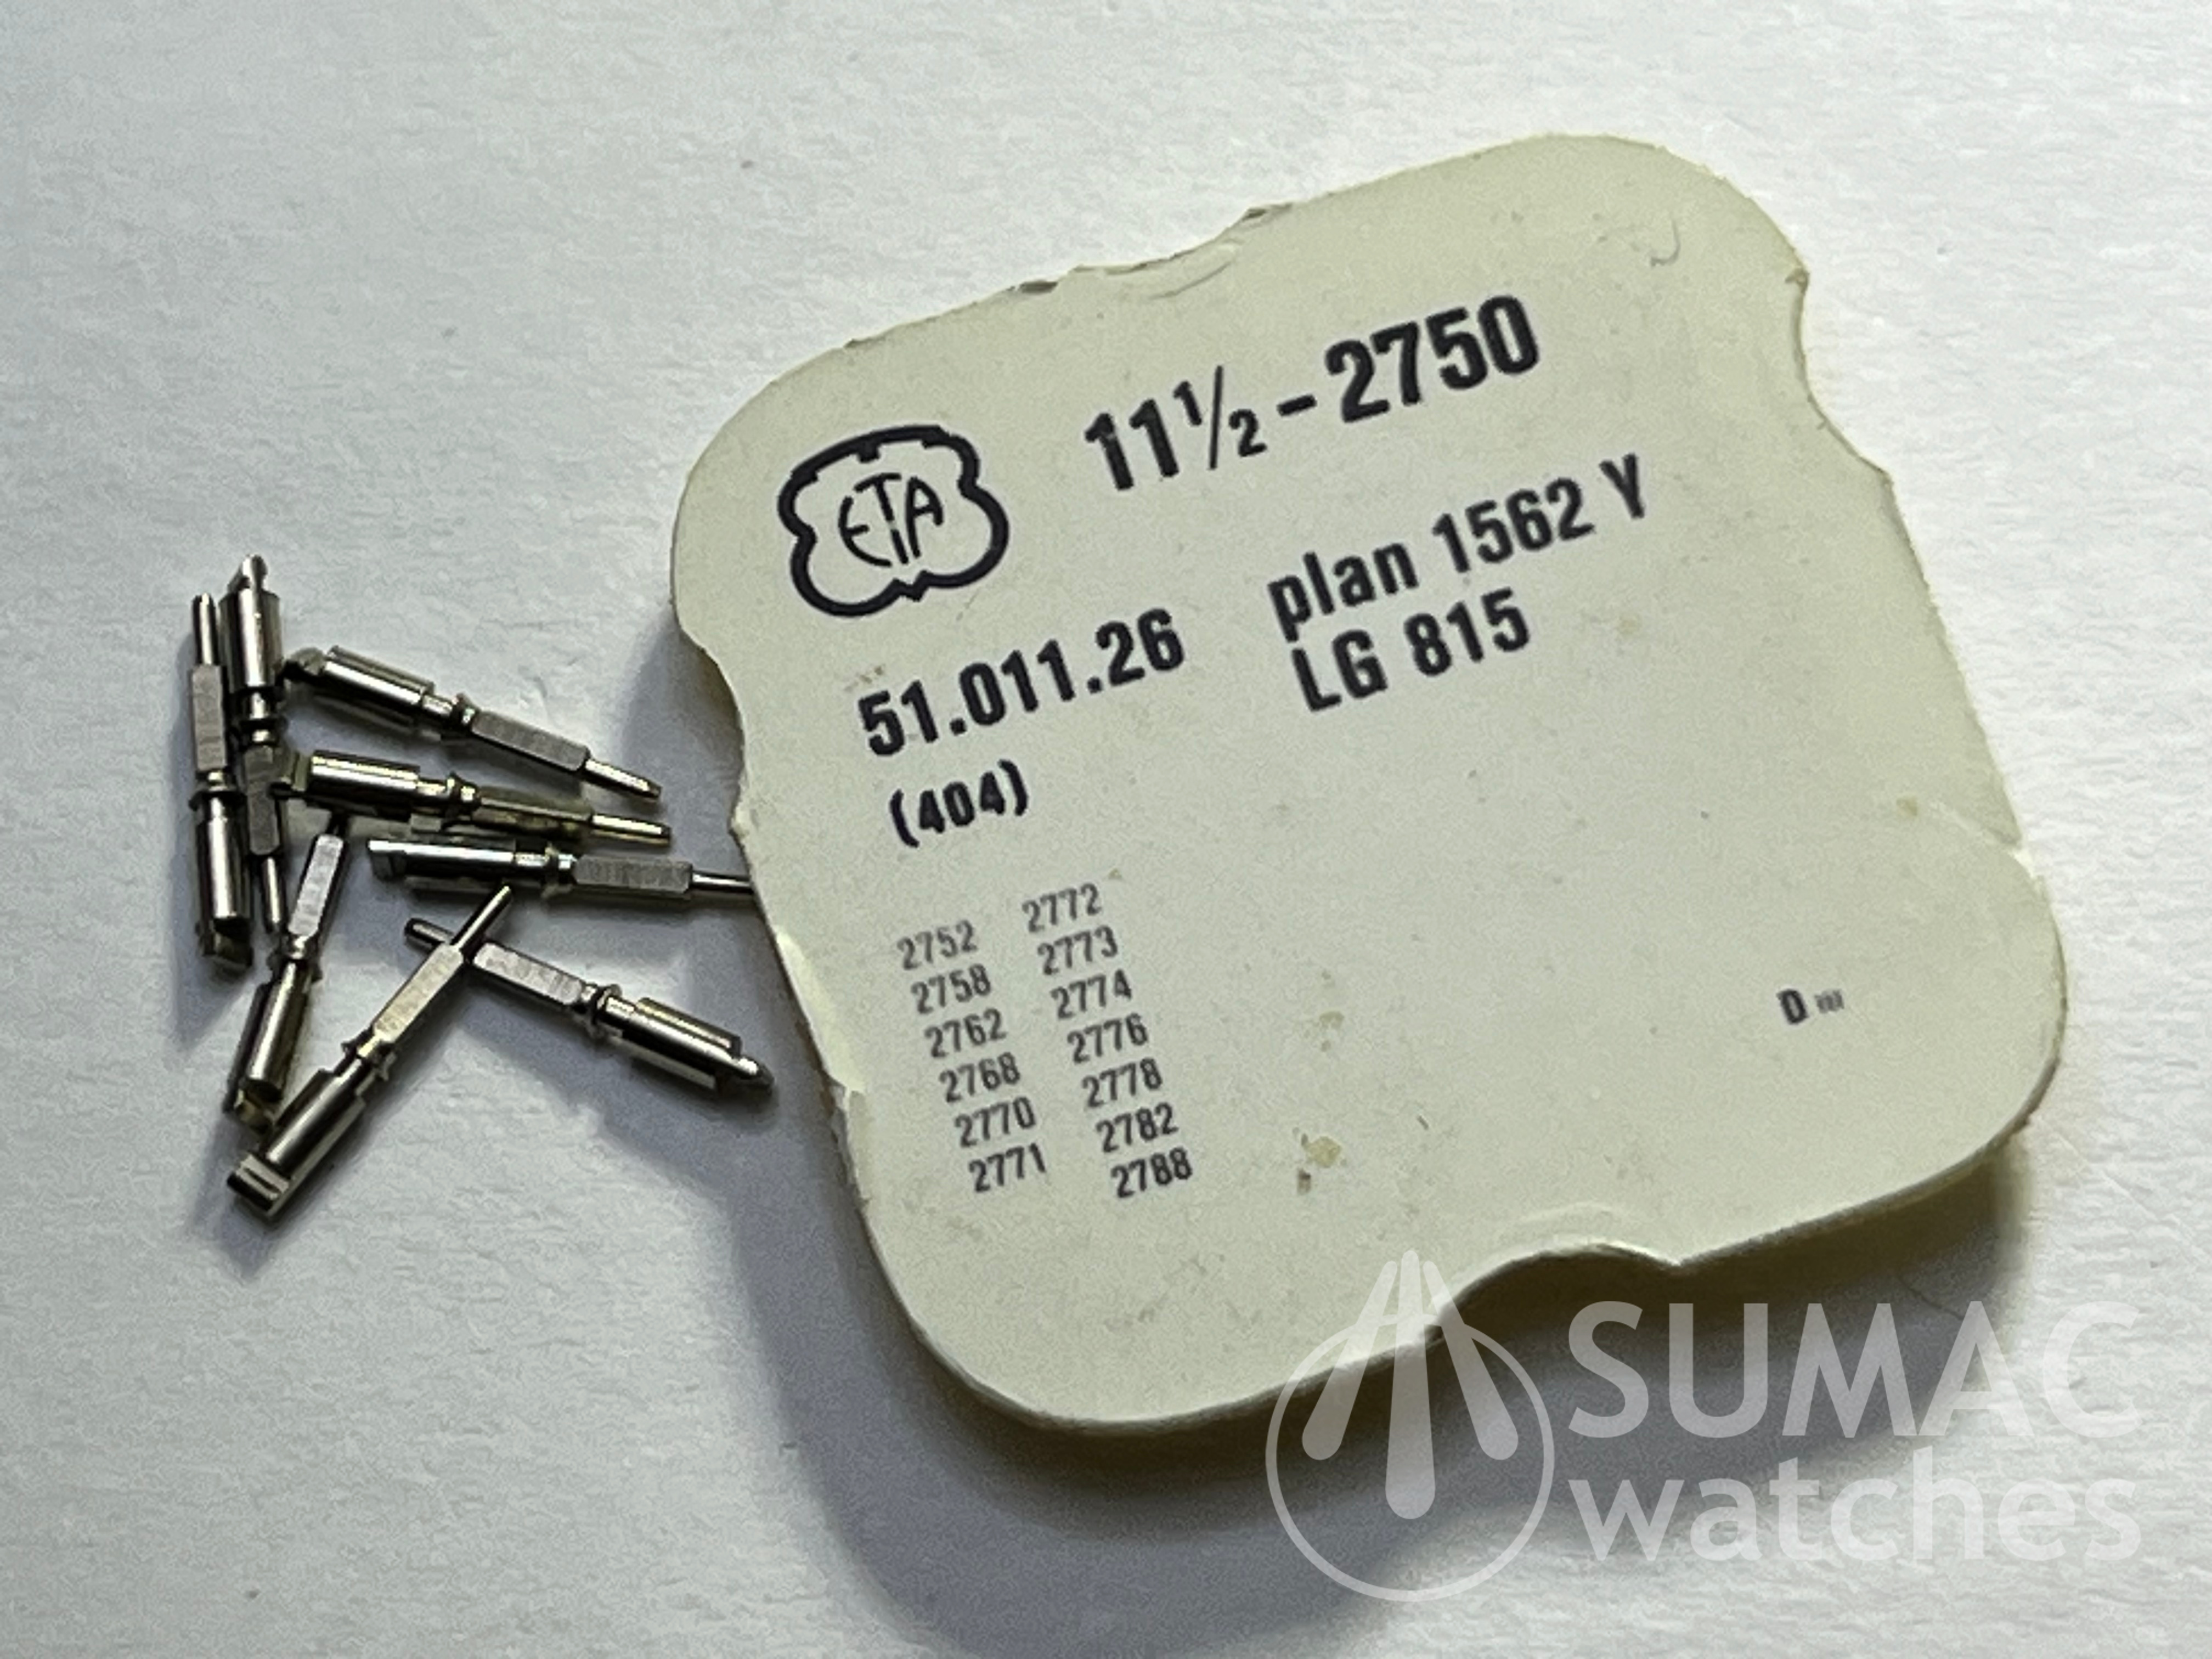 11½-2750
ETA
plan 1562 Y
51.011.26
LG 815
(404)
2752 2772
2758 2773
2762 2774
2768 2776
2770 2778
2771 2782
2788
D
SUMAC
watches